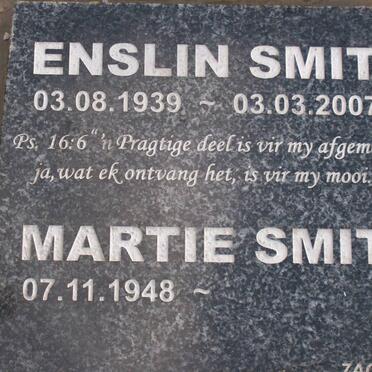 ENSLIN SMIT
03.08.1939 ~ 03.03.2007
Ps. 16:6 "'n Pragtige deel is vir my afgem
ja, wat ek ontvang het, is vir my mooi.
MARTIE SMIT
07.11.1948 ~